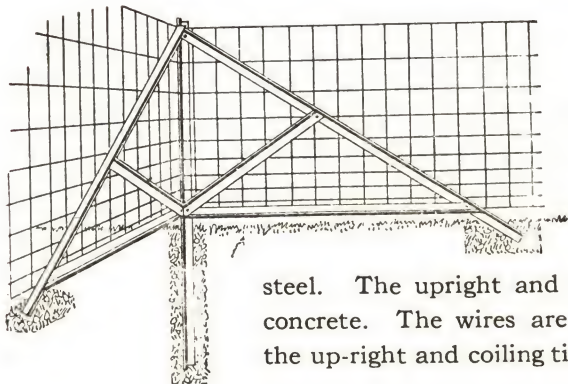 steel. The upright and
concrete. The wires are
the up-right and coiling ti